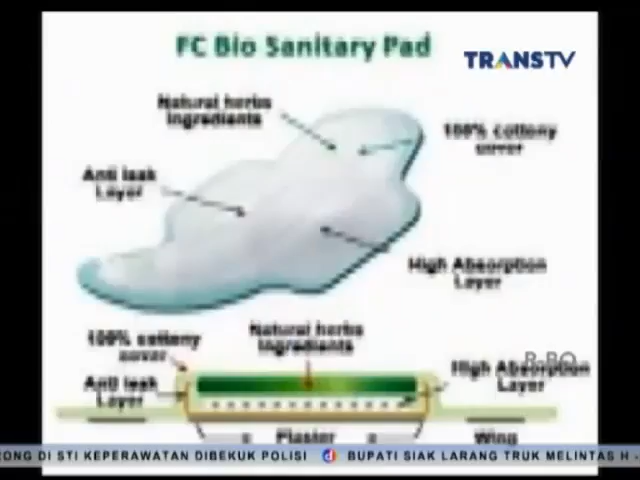 FC Bio Sanitary Pad
TRANSTV
Natural herbs
ingredients
100% cottony
cover
Anti leak
Layer
High Absorption
Layer
Natural herbs
ingredients
100% cottony
cover
High Absorption
Layer
Anti leak
Layer
Plaster
Wing
RONG DI STI KEPERAWATAN DIBEKUK POLISI
BUPATI SIAK LARANG TRUK MELINTAS H -